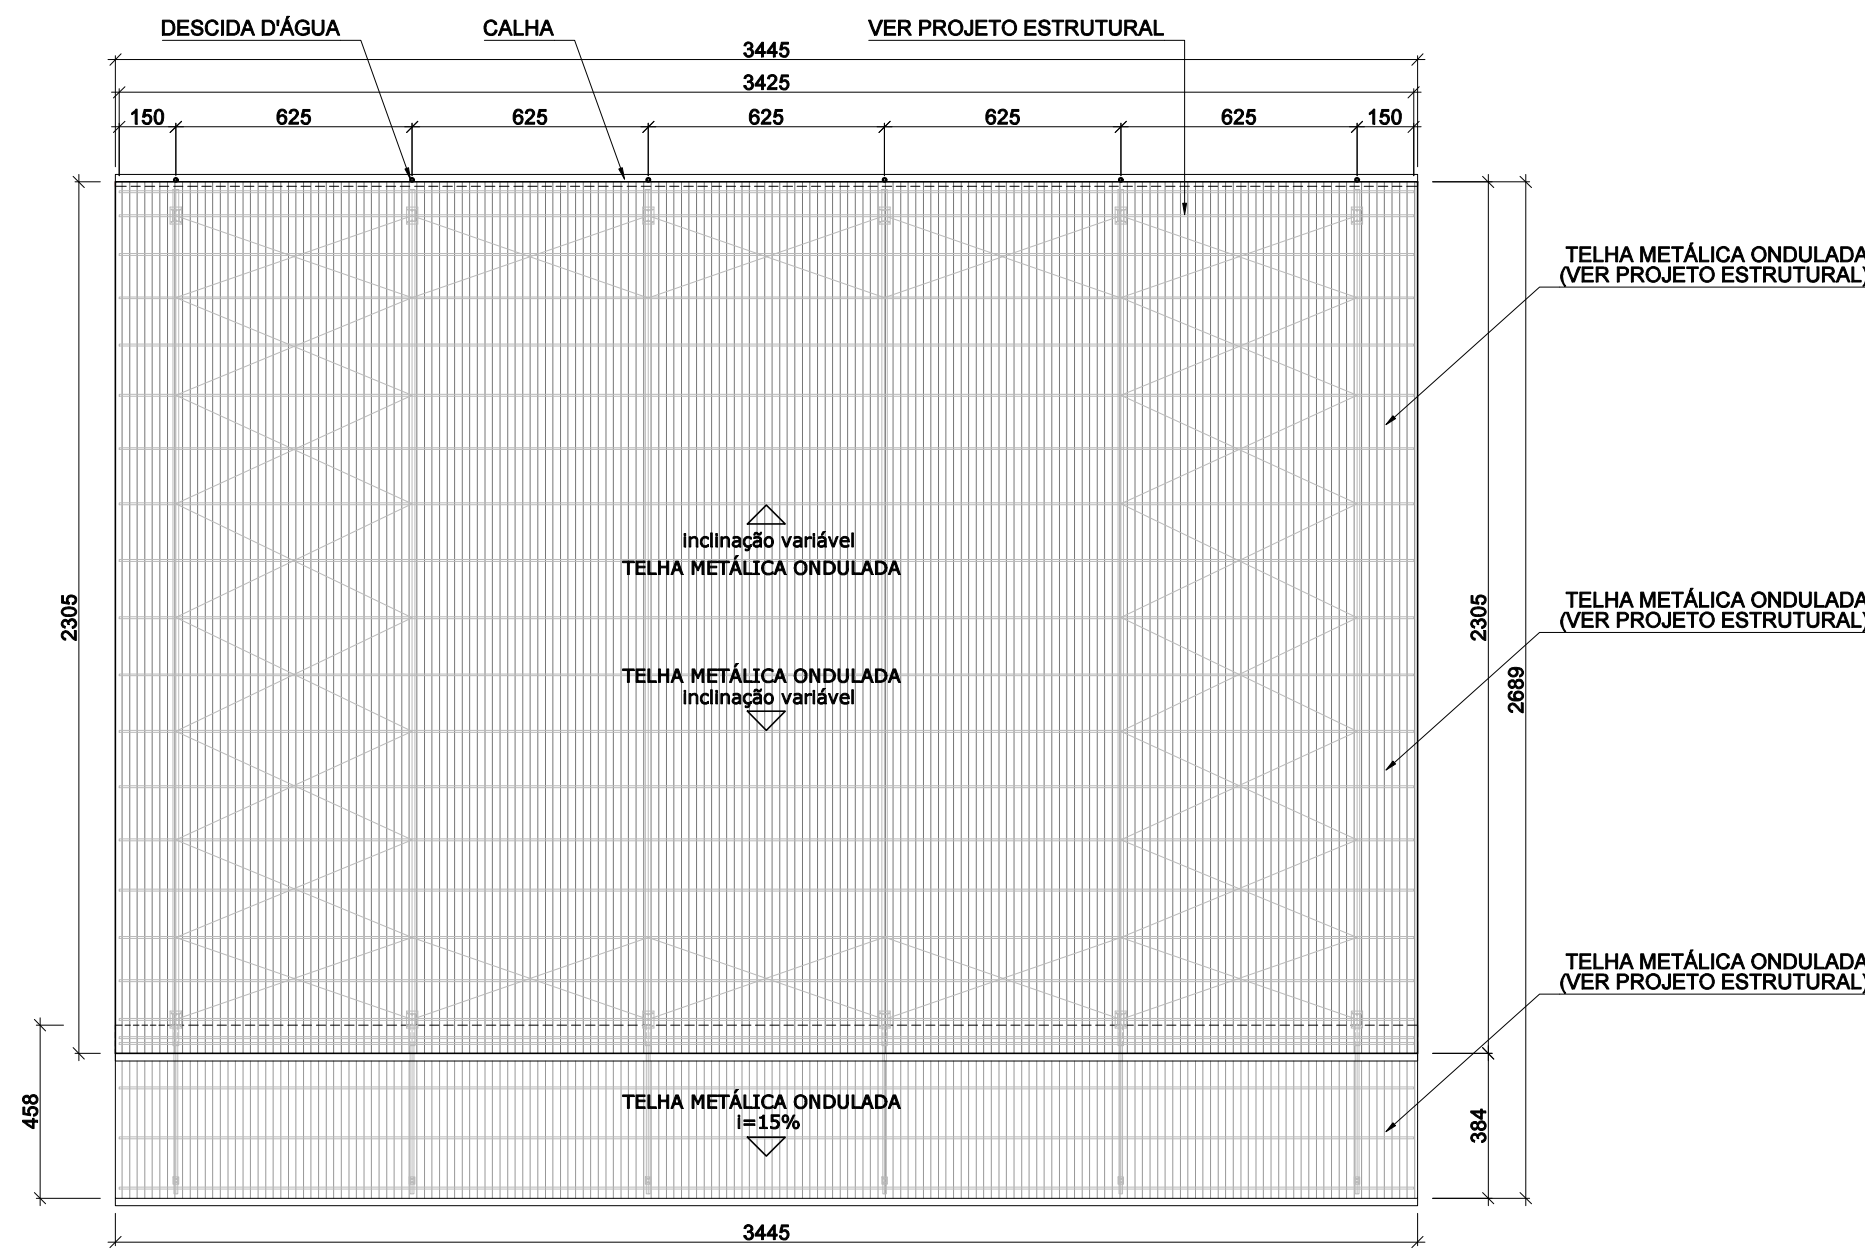 DESCIDA D'ÁGUA
CALHA
VER PROJETO ESTRUTURAL
3445
3425
150
625
625
625
625
625
150
TELHA METÁLICA ONDULADA
(VER PROJETO ESTRUTURAL)
inclinação variável
TELHA METÁLICA ONDULADA
2305
2305
TELHA METÁLICA ONDULADA
(VER PROJETO ESTRUTURAL)
TELHA METÁLICA ONDULADA
inclinação variável
2689
TELHA METÁLICA ONDULADA
(VER PROJETO ESTRUTURAL)
458
TELHA METÁLICA ONDULADA
i=15%
384
3445